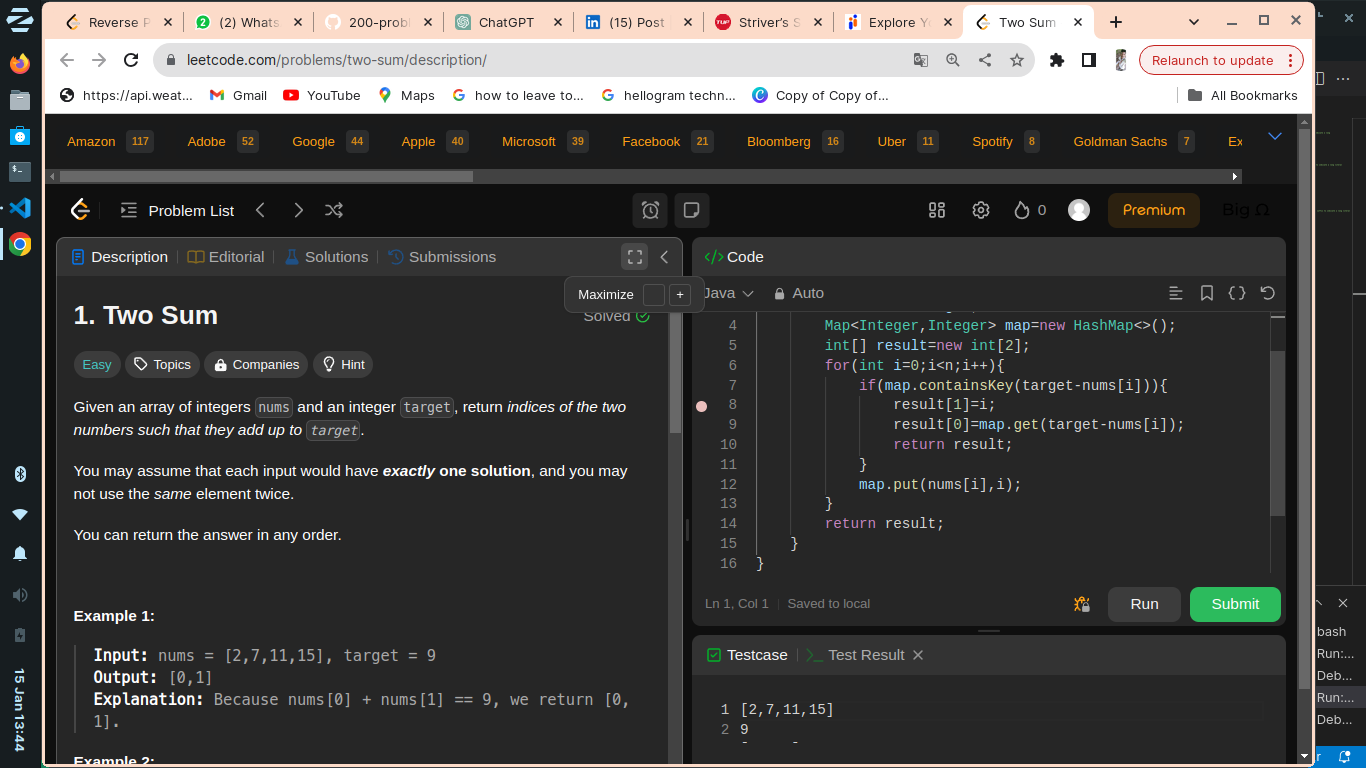 Reverse P
(2) Whats
200-probl
ChatGPT
(15) Post
Striver's S
Explore Y
Two Sum
leetcode.com/problems/two-sum/description/
Relaunch to update
https://api.weat...
Gmail
YouTube
Maps
how to leave to...
hellogram techn...
Copy of Copy of...
All Bookmarks
Amazon 117
Adobe 52
Google 44
Apple 40
Microsoft 39
Facebook 21
Bloomberg 16
Uber 11
Spotify 8
Goldman Sachs 7
Ex
Problem List
0
Premium
Big Ω
Description
Editorial
Solutions
Submissions
Maximize +
1. Two Sum
Solved
Easy
Topics
Companies
Hint
Given an array of integers nums and an integer target, return indices of the two
numbers such that they add up to target.
You may assume that each input would have exactly one solution, and you may
not use the same element twice.
You can return the answer in any order.
Example 1:
Input: nums = [2,7,11,15], target = 9
Output: [0,1]
Explanation: Because nums[0] + nums[1] == 9, we return [0,
1].
Example 2:
</> Code
Java
Auto
4 Map<Integer,Integer> map=new HashMap<>();
5 int[] result=new int[2];
6 for(int i=0;i<n;i++){
7 if(map.containsKey(target-nums[i])){
8 result[1]=i;
9 result[0]=map.get(target-nums[i]);
10 return result;
11 }
12 map.put(nums[i],i);
13 }
14 return result;
15 }
16 }
Ln 1, Col 1
Saved to local
Run
Submit
Testcase
Test Result
1 [2,7,11,15]
2 9
15 Jan 13:44
bash
Run:...
Deb...
Run:...
Deb...